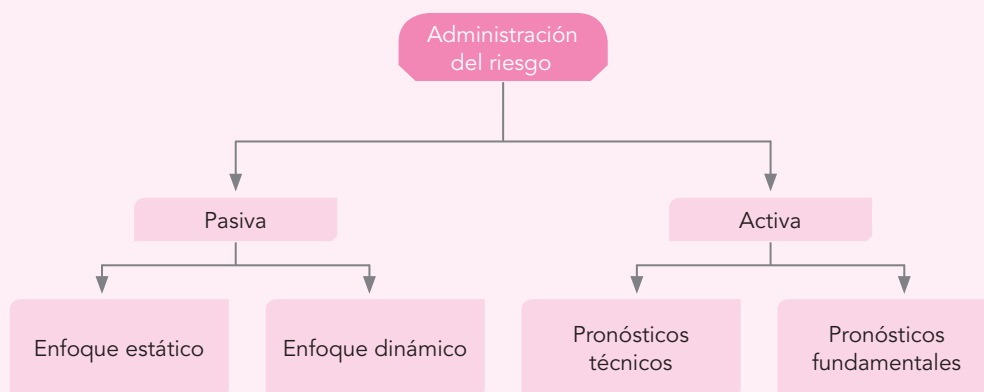 Administración
del riesgo
Pasiva
Activa
Enfoque estático
Enfoque dinámico
Pronósticos
técnicos
Pronósticos
fundamentales